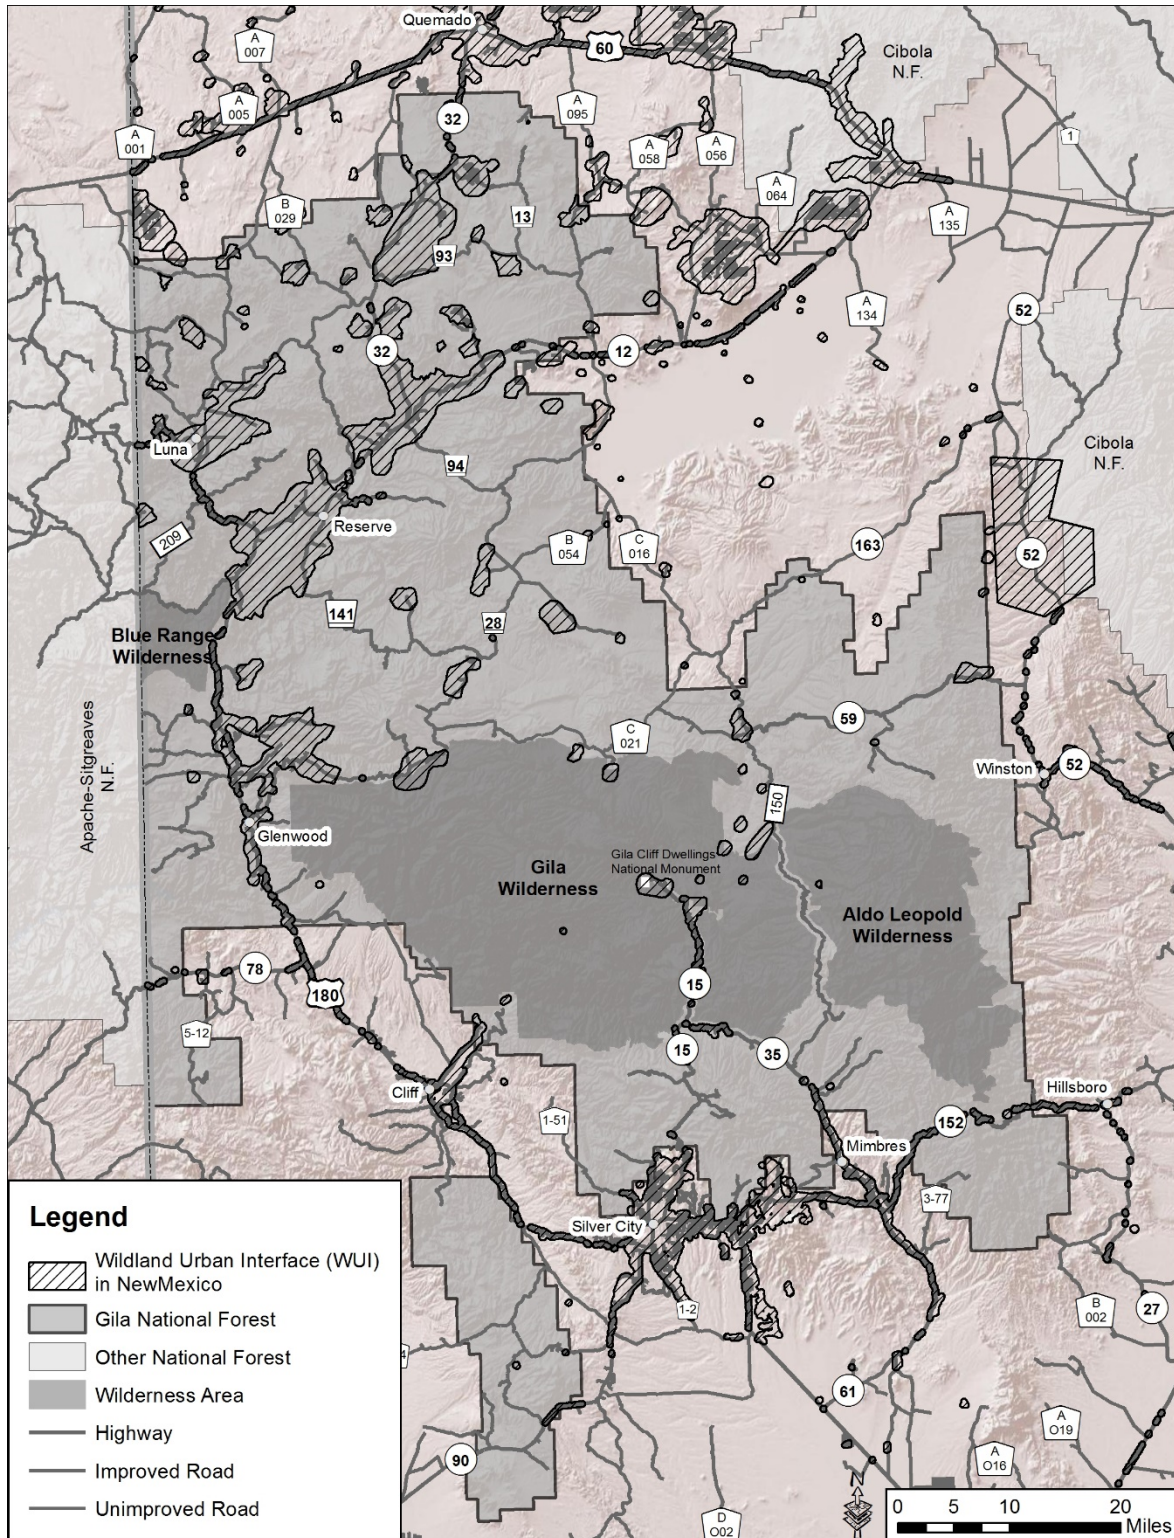 Quemado
A
007
60
Cibola
N.F.
A
005
32
A
095
A
001
A
058
A
056
1
A
064
B
029
13
A
135
93
52
A
134
32
12
Luna
Cibola
N.F.
94
Reserve
209
B
054
C
016
163
52
141
28
Blue Range
Wilderness
59
C
021
Winston
52
Apache-Sitgreaves
N.F.
150
Glenwood
Gila Cliff Dwellings
National Monument
Gila
Wilderness
Aldo Leopold
Wilderness
78
180
15
5-12
15
35
Cliff
Hillsboro
1-51
152
Mimbres
3-77
Silver City
1-2
B
002
27
61
A
O19
90
A
O16
D
O02
N
Legend
Wildland Urban Interface (WUI)
in NewMexico
Gila National Forest
Other National Forest
Wilderness Area
Highway
Improved Road
Unimproved Road
0 5 10 20
Miles